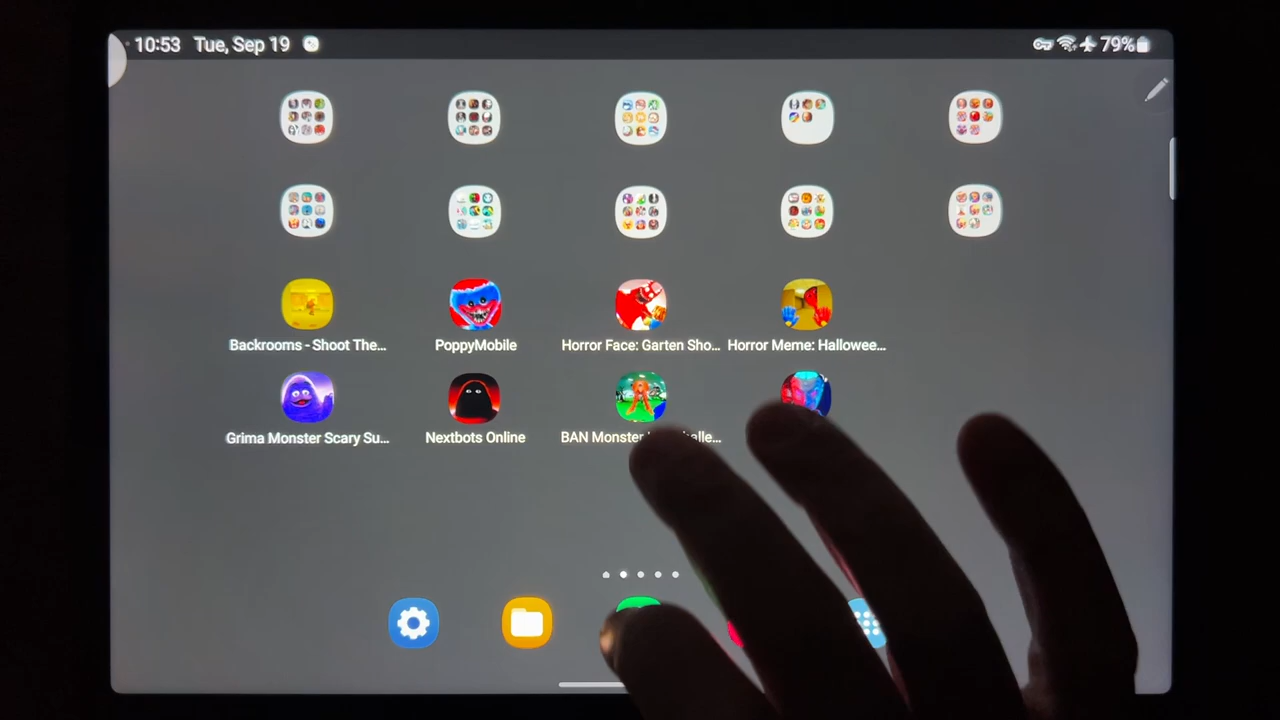 10:53 Tue, Sep 19 79%
Backrooms - Shoot The... PoppyMobile Horror Face: Garten Sho... Horror Meme: Hallowee...
Grima Monster Scary Su... Nextbots Online BAN Monster